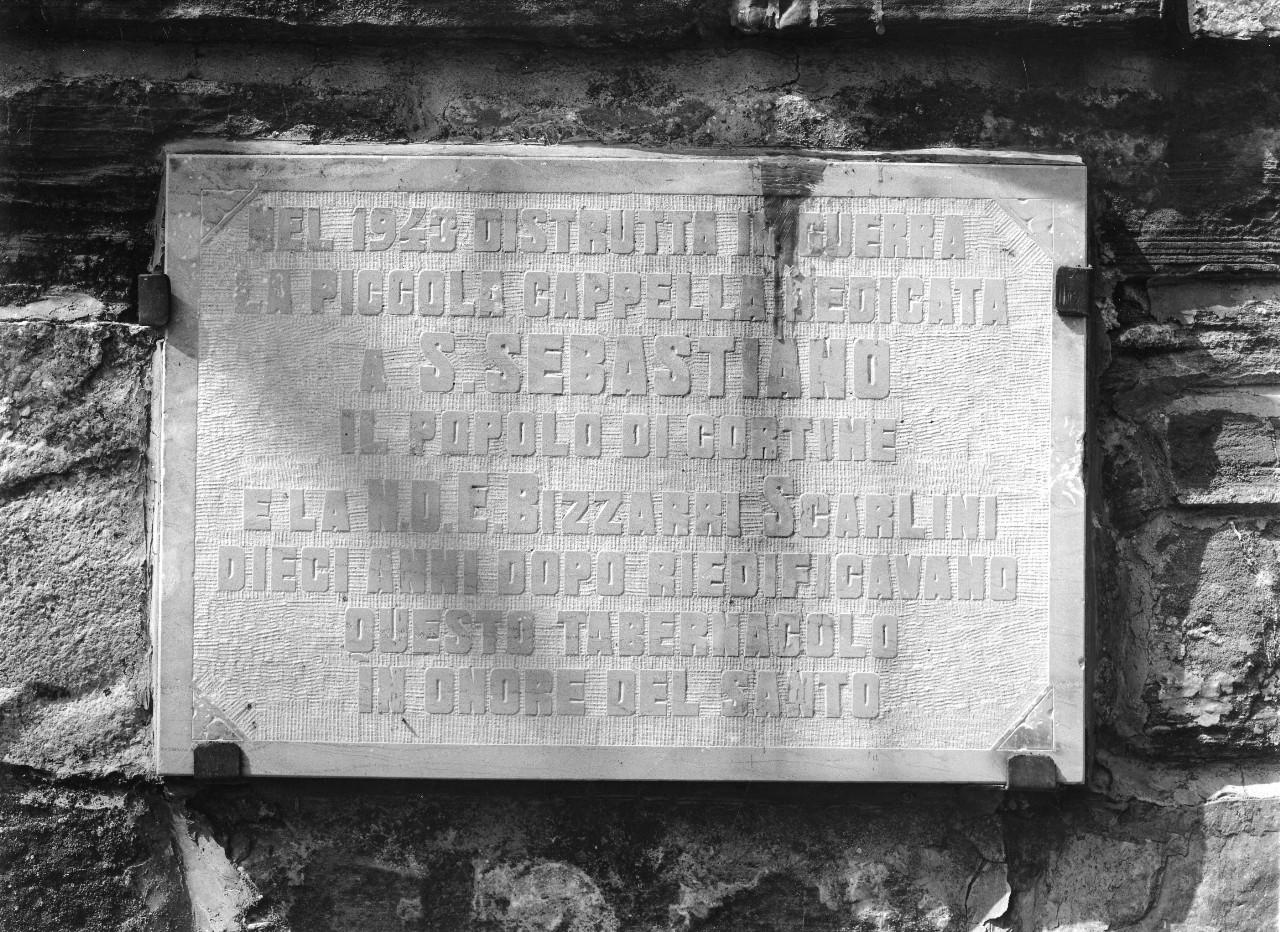 NEL 1943 DISTRUTTA IN GUERRA
LA PICCOLA CAPPELLA DEDICATA
A S. SEBASTIANO
IL POPOLO DI CORTINE
E LA N.D.E. BIZZARRI SCARLINI
DIECI ANNI DOPO RIEDIFICAVANO
QUESTO TABERNACOLO
IN ONORE DEL SANTO